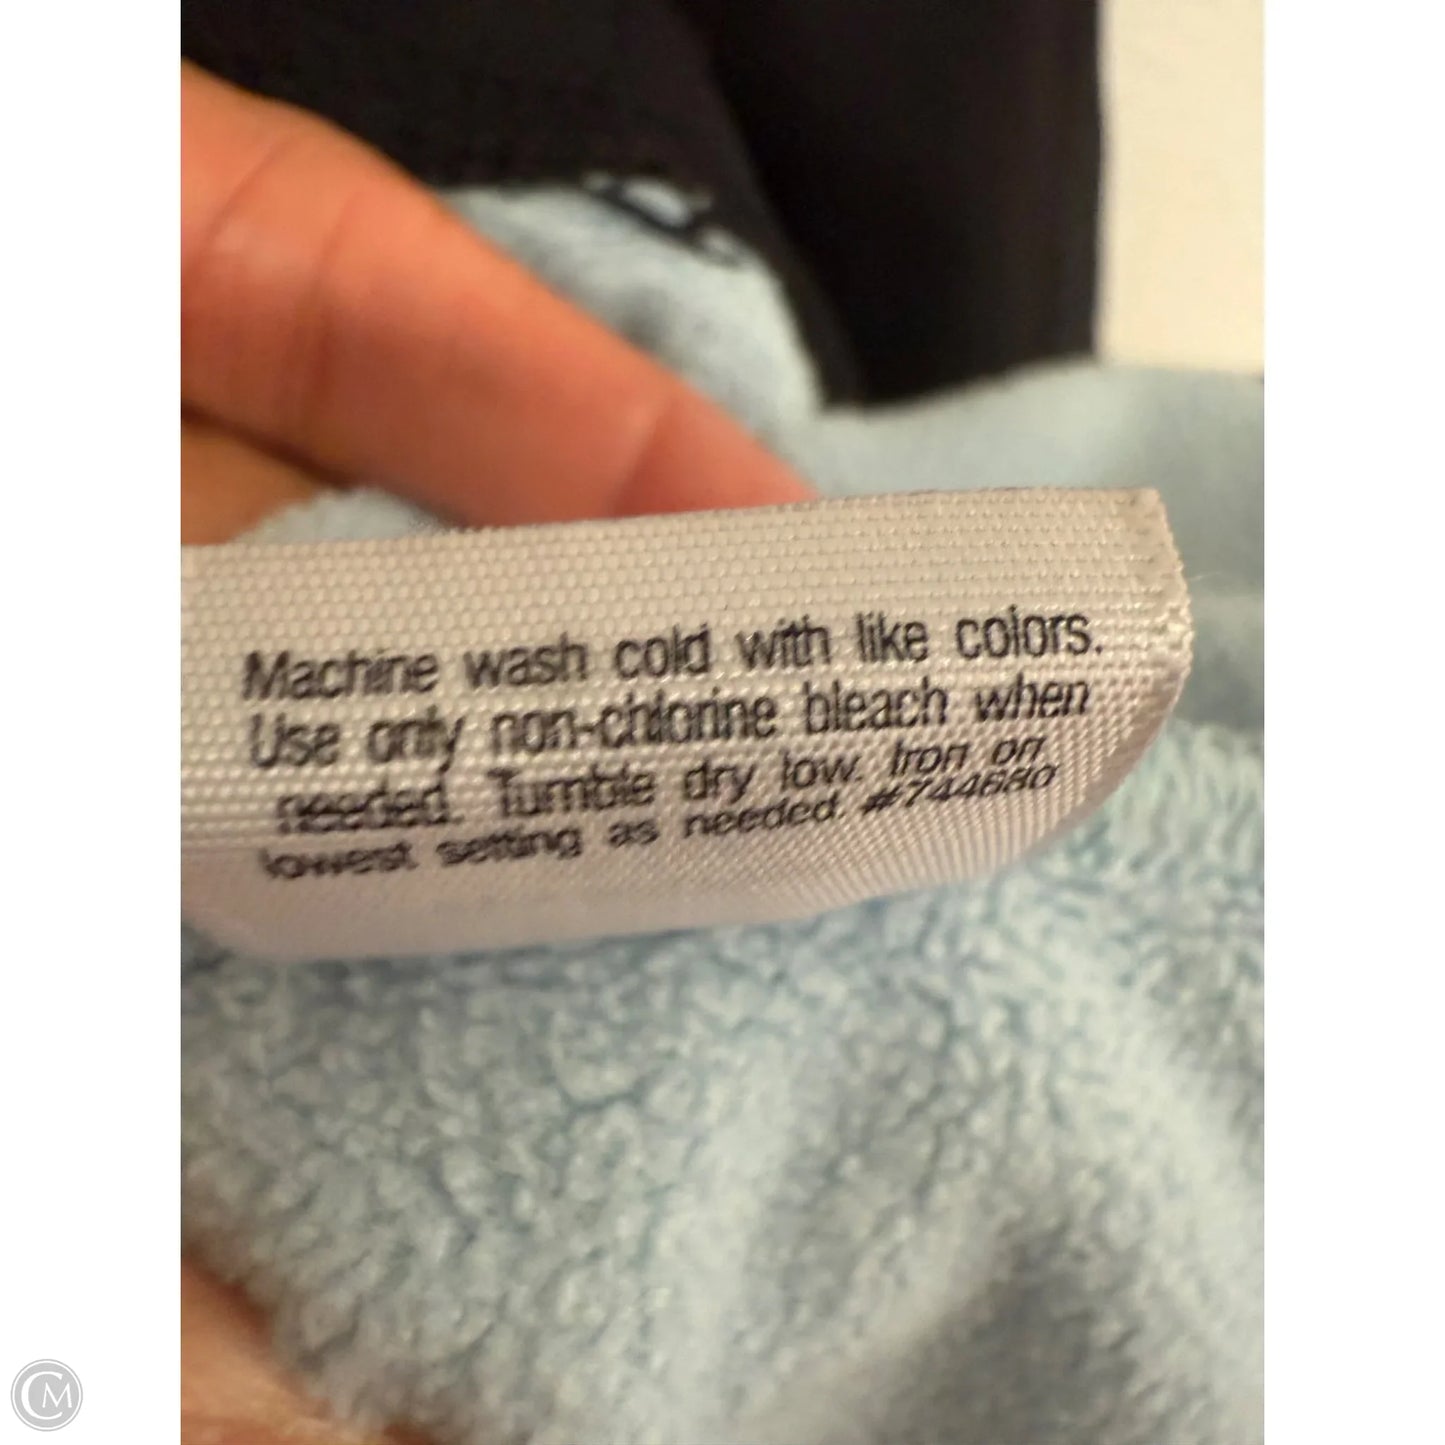 Machine wash cold with like colors.
Use only non-chlorine bleach when
needed. Tumble dry low. Iron on
lowest setting as needed. #744680
CM